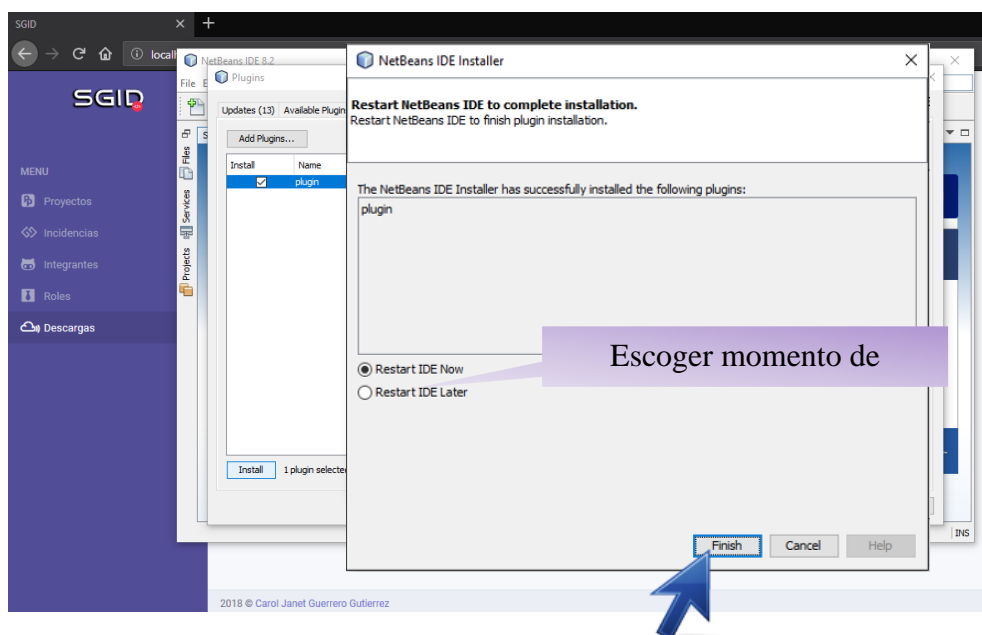 SGID
locall
SGID
MENU
Proyectos
Incidencias
Integrantes
Roles
Descargas
NetBeans IDE 8.2
File
Plugins
Updates (13) Available Plugin
Add Plugins...
Install Name
plugin
Files
Services
Projects
Install 1 plugin selected
NetBeans IDE Installer
Restart NetBeans IDE to complete installation.
Restart NetBeans IDE to finish plugin installation.
The NetBeans IDE Installer has successfully installed the following plugins:
plugin
Restart IDE Now
Restart IDE Later
Escoger momento de
Finish Cancel Help
INS
2018 © Carol Janet Guerrero Gutierrez